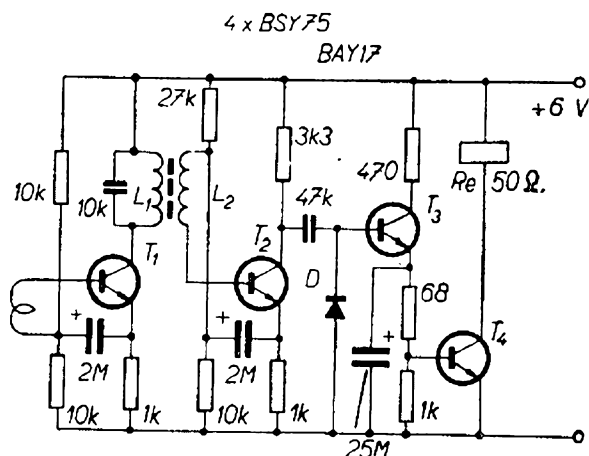 4 x BSY75
BAY17
27k
+6 V
3k3
10k
10k
L1
L2
47k
470
Re 50 Ω.
T1
T2
T3
D
68
T4
+
2M
+
2M
+
10k
1k
10k
1k
1k
25M